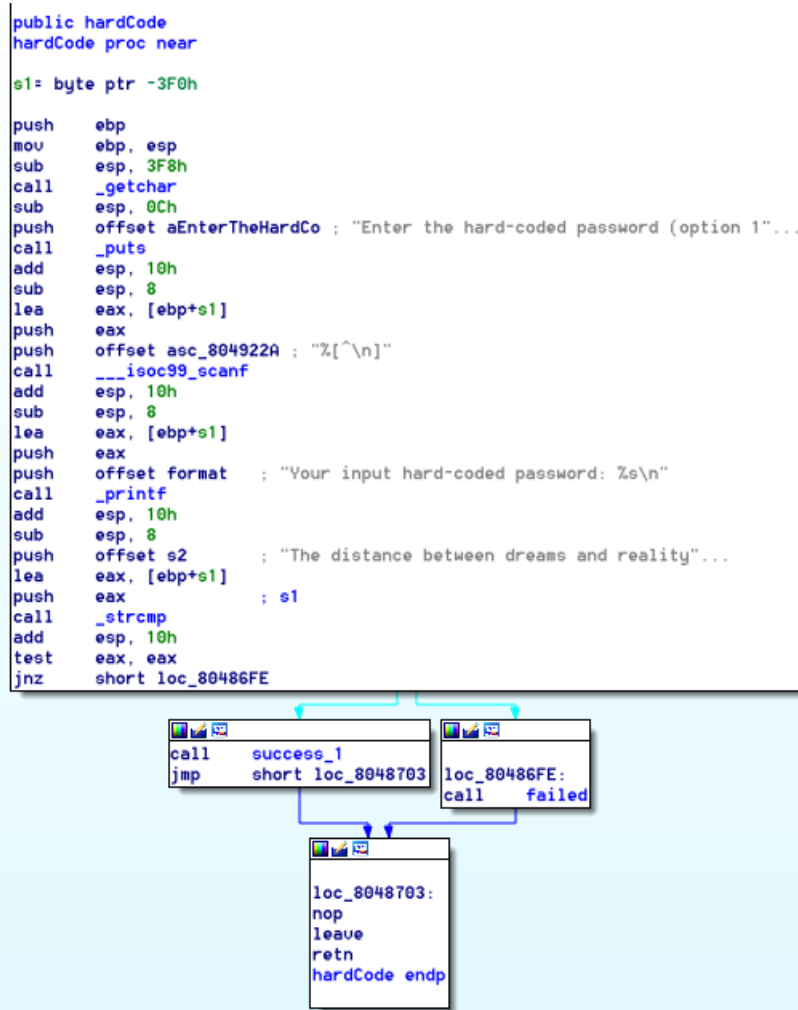 public hardCode
hardCode proc near
s1= byte ptr -3F0h
push ebp
mov ebp, esp
sub esp, 3F8h
call _getchar
sub esp, 0Ch
push offset aEnterTheHardCo ; "Enter the hard-coded password (option 1"...
call _puts
add esp, 10h
sub esp, 8
lea eax, [ebp+s1]
push eax
push offset asc_804922A ; "%[^\n]"
call ___isoc99_scanf
add esp, 10h
sub esp, 8
lea eax, [ebp+s1]
push eax
push offset format ; "Your input hard-coded password: %s\n"
call _printf
add esp, 10h
sub esp, 8
push offset s2 ; "The distance between dreams and reality"...
lea eax, [ebp+s1]
push eax ; s1
call _strcmp
add esp, 10h
test eax, eax
jnz short loc_80486FE
call success_1
jmp short loc_8048703
loc_80486FE:
call failed
loc_8048703:
nop
leave
retn
hardCode endp